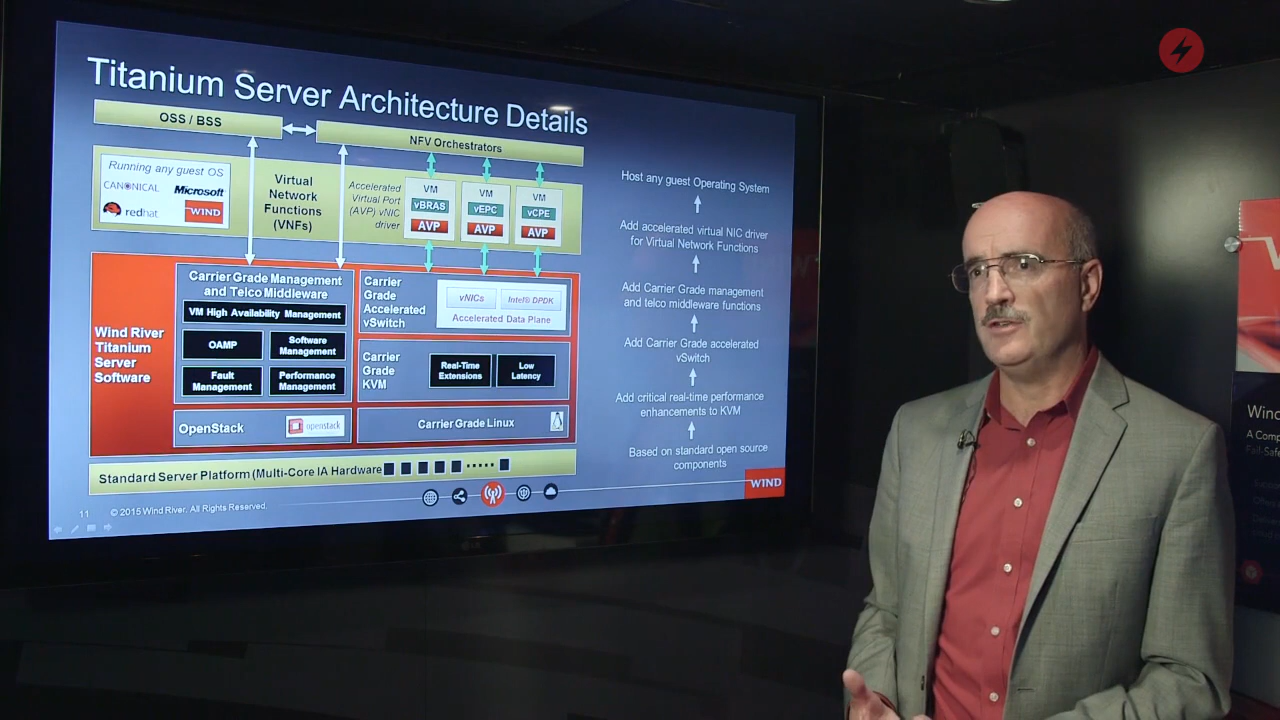 Titanium Server Architecture Details
OSS / BSS
NFV Orchestrators
Running any guest OS
CANONICAL
Microsoft
redhat
WIND
Virtual
Network
Functions
(VNFs)
Accelerated
Virtual Port
(AVP) vNIC
driver
VM
vBRAS
AVP
VM
vEPC
AVP
VM
vCPE
AVP
Wind River
Titanium
Server
Software
Carrier Grade Management
and Telco Middleware
VM High Availability Management
OAMP
Software
Management
Fault
Management
Performance
Management
Carrier
Grade
Accelerated
vSwitch
vNICs
Intel® DPDK
Accelerated Data Plane
Carrier
Grade
KVM
Real-Time
Extensions
Low
Latency
OpenStack
openstack
Carrier Grade Linux
Standard Server Platform (Multi-Core IA Hardware
Host any guest Operating System
Add accelerated virtual NIC driver
for Virtual Network Functions
Add Carrier Grade management
and telco middleware functions
Add Carrier Grade accelerated
vSwitch
Add critical real-time performance
enhancements to KVM
Based on standard open source
components
WIND
11
© 2015 Wind River. All Rights Reserved.
Wind
A Comp
Fail-Safe